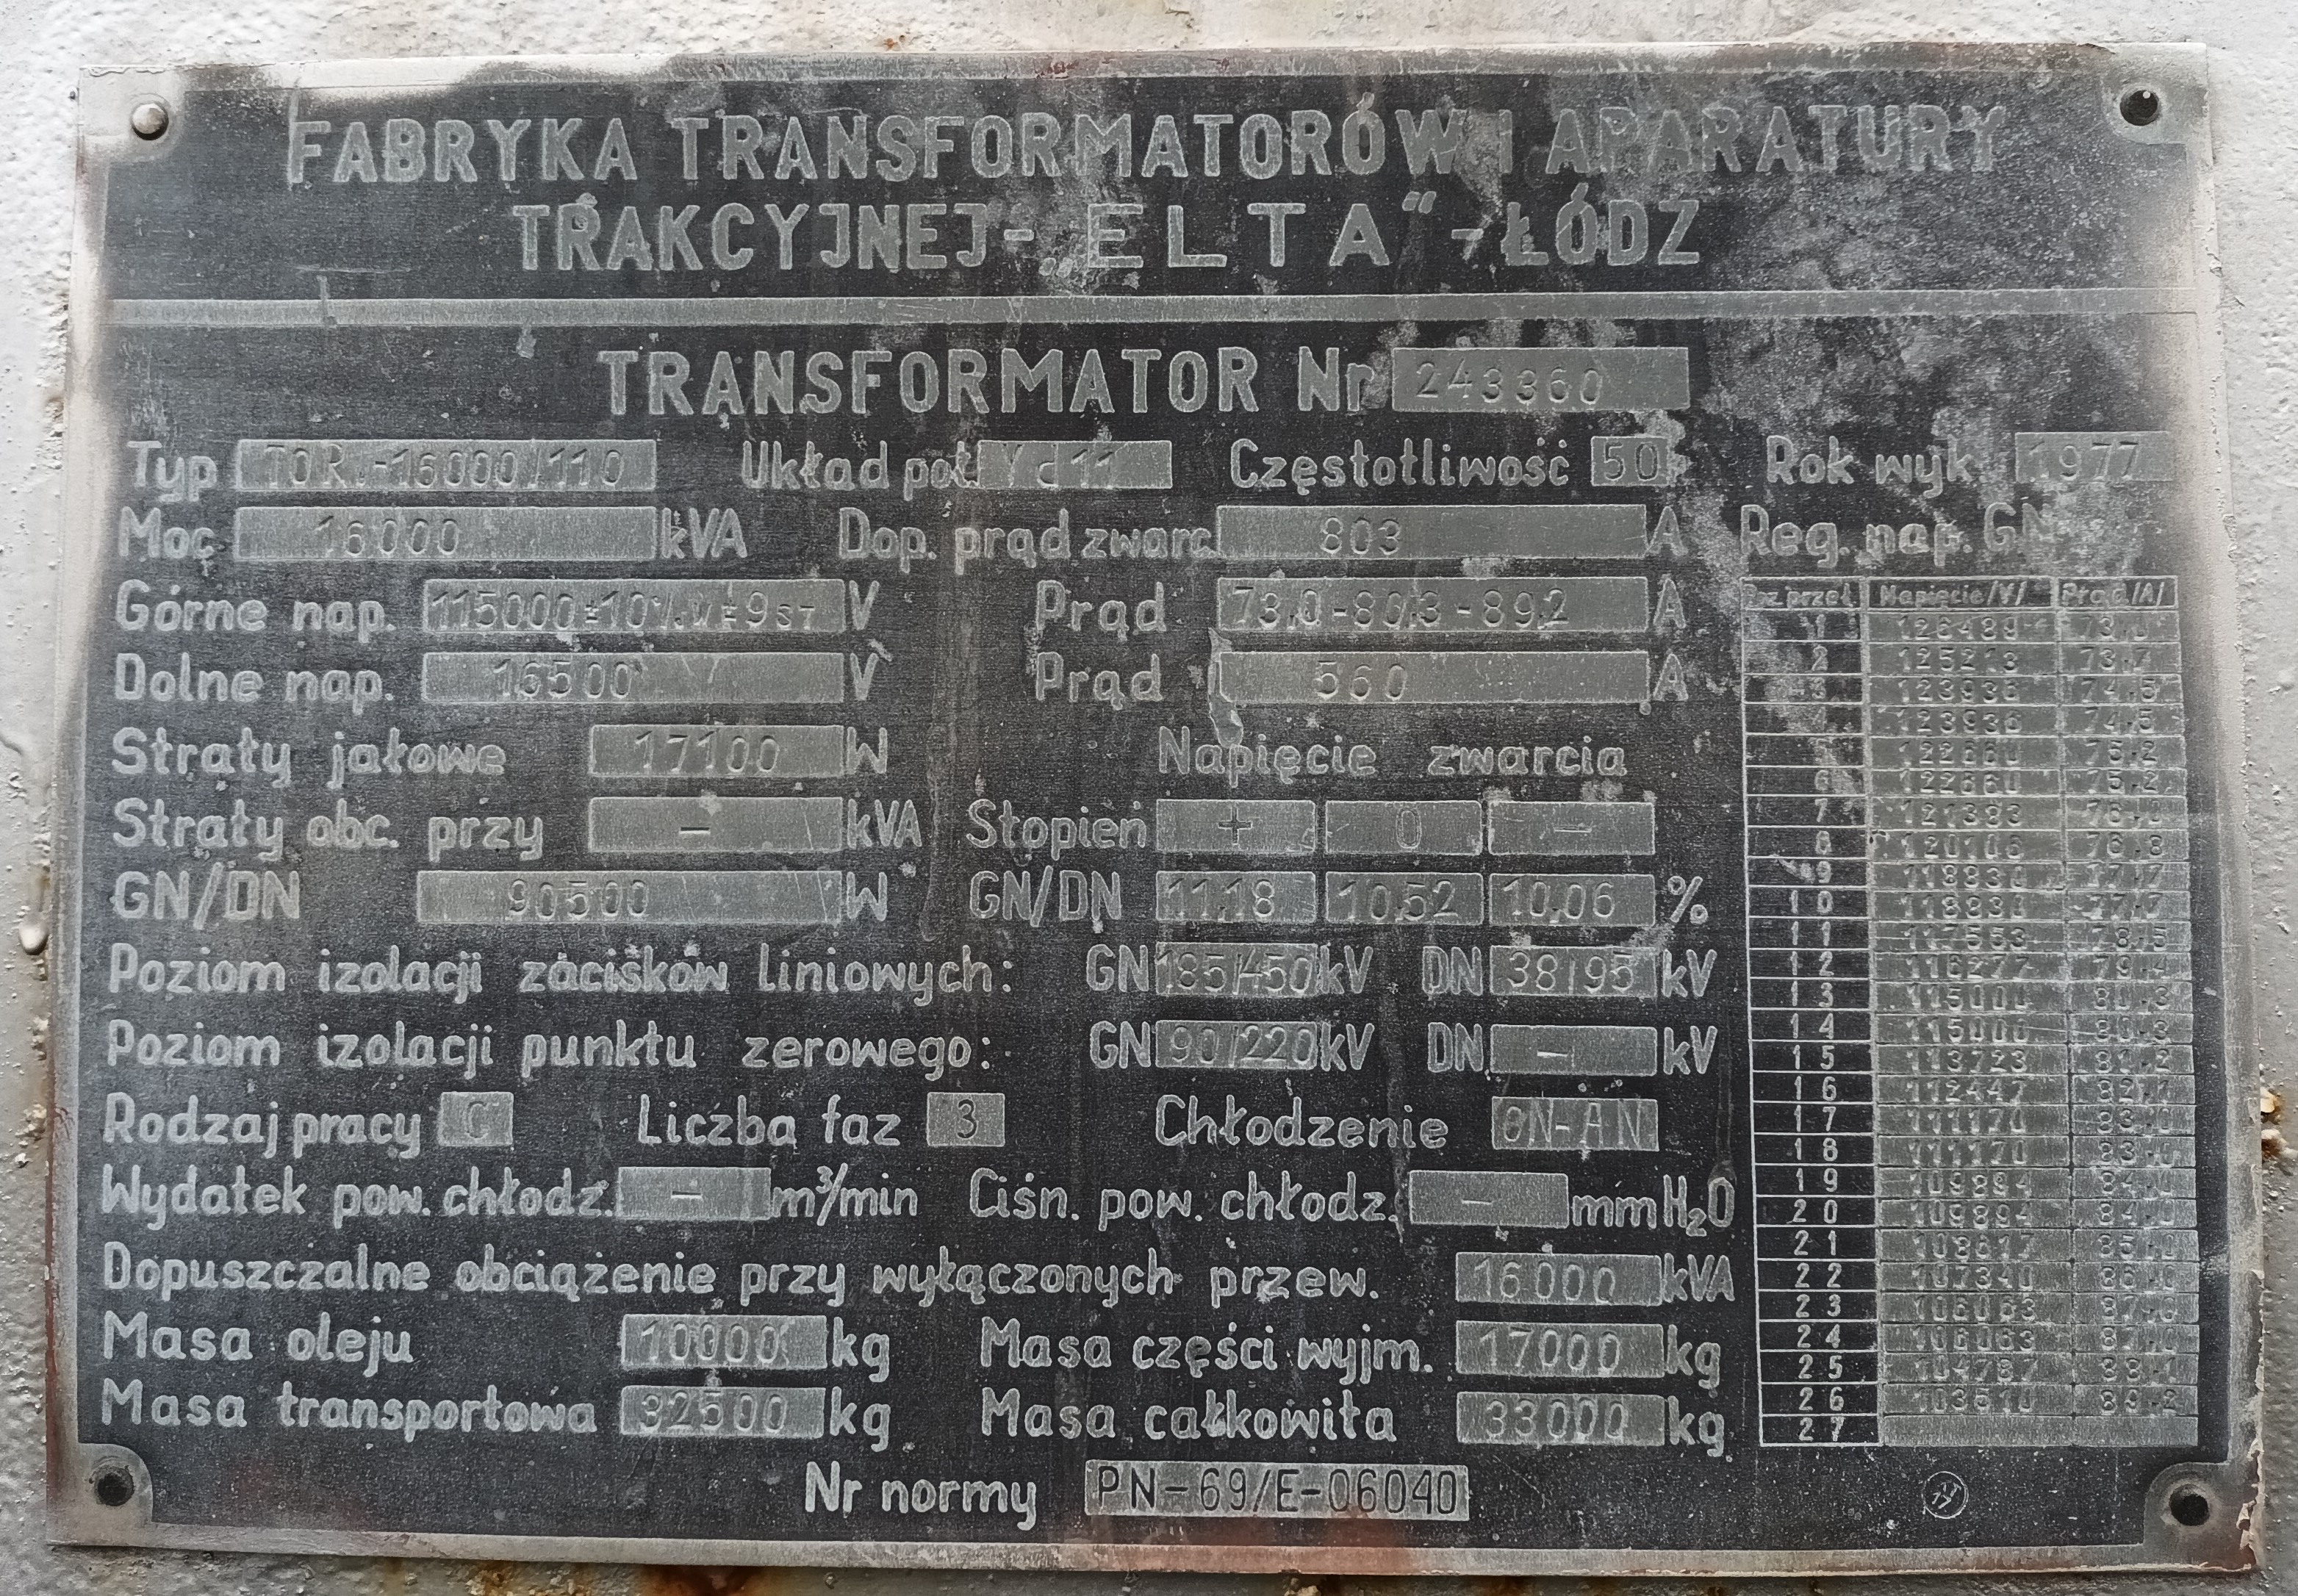 FABRYKA TRANSFORMATORÓW I APARATURY
TRAKCYJNEJ-„ELTA"-ŁÓDZ
TRANSFORMATOR Nr 243360
Typ -16000/110 Układ poł. Yd11 Częstotliwość 50 Rok wyk. 1977
Moc 16000 kVA Dop. prąd zwarc. 803 A Reg. nap. GN
Górne nap. 115000±10%w±9ST V Prąd 73,0-80,3-89,2 A
Dolne nap. 16500 V Prąd 560 A
Straty jałowe 17100 W Napięcie zwarcia
Straty obc. przy - kVA Stopień + 0 -
GN/DN 90500 W GN/DN 11,18 10,52 10,06 %
Poziom izolacji zacisków liniowych: GN 185/450 kV DN 38/95 kV
Poziom izolacji punktu zerowego: GN 90/220 kV DN - kV
Rodzaj pracy C Liczba faz 3 Chłodzenie ON-AN
Wydatek pow. chłodz. - m³/min Ciśn. pow. chłodz. - mmH₂O
Dopuszczalne obciążenie przy wyłączonych przew. 16000 kVA
Masa oleju 10000 kg Masa części wyjm. 17000 kg
Masa transportowa 32500 kg Masa całkowita 33000 kg
Nr normy PN-69/E-06040
Poz przeł Napięcie/V/ Prąd/A/
1 126489 73.0
2 125213 73.7
3 123936 74.5
4 123936 74.5
5 122660 75.2
6 122660 75.2
7 121383 76.0
8 120106 76.8
9 118830 77.7
10 118830 77.7
11 117553 78.5
12 116277 79.4
13 115000 80.3
14 115000 80.3
15 113723 81.2
16 112447 82.1
17 111170 83.0
18 111170 83.0
19 109894 84.0
20 109894 84.0
21 108617 85.0
22 107340 86.0
23 106063 87.0
24 106063 87.0
25 104787 88.1
26 103510 89.2
27